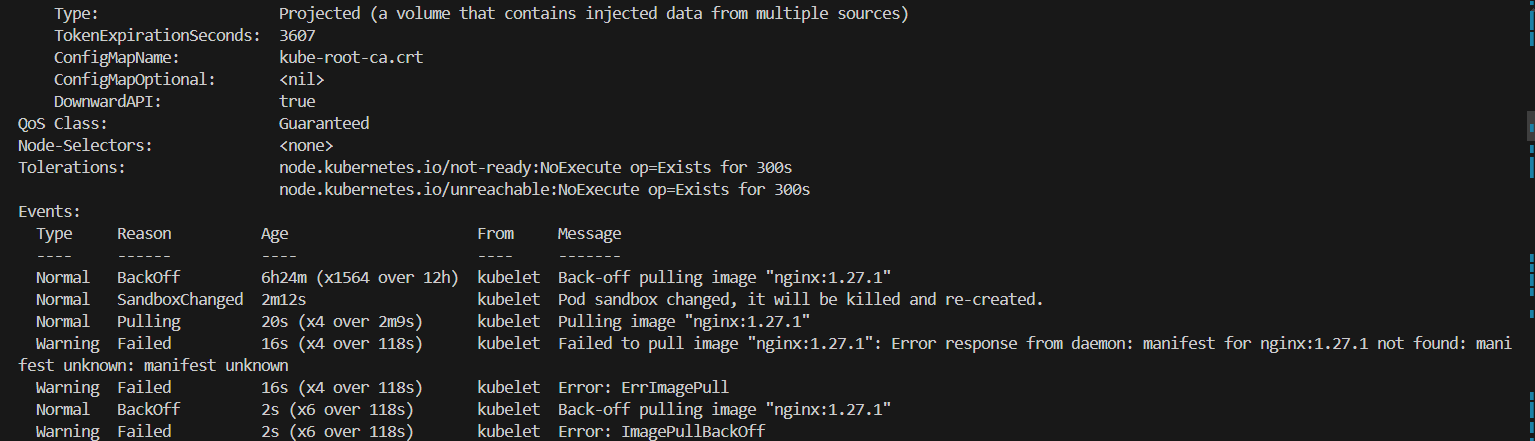 Type: Projected (a volume that contains injected data from multiple sources)
TokenExpirationSeconds: 3607
ConfigMapName: kube-root-ca.crt
ConfigMapOptional: <nil>
DownwardAPI: true
QoS Class: Guaranteed
Node-Selectors: <none>
Tolerations: node.kubernetes.io/not-ready:NoExecute op=Exists for 300s
node.kubernetes.io/unreachable:NoExecute op=Exists for 300s
Events:
Type Reason Age From Message
---- ------ ---- ---- -------
Normal BackOff 6h24m (x1564 over 12h) kubelet Back-off pulling image "nginx:1.27.1"
Normal SandboxChanged 2m12s kubelet Pod sandbox changed, it will be killed and re-created.
Normal Pulling 20s (x4 over 2m9s) kubelet Pulling image "nginx:1.27.1"
Warning Failed 16s (x4 over 118s) kubelet Failed to pull image "nginx:1.27.1": Error response from daemon: manifest for nginx:1.27.1 not found: mani
fest unknown: manifest unknown
Warning Failed 16s (x4 over 118s) kubelet Error: ErrImagePull
Normal BackOff 2s (x6 over 118s) kubelet Back-off pulling image "nginx:1.27.1"
Warning Failed 2s (x6 over 118s) kubelet Error: ImagePullBackOff